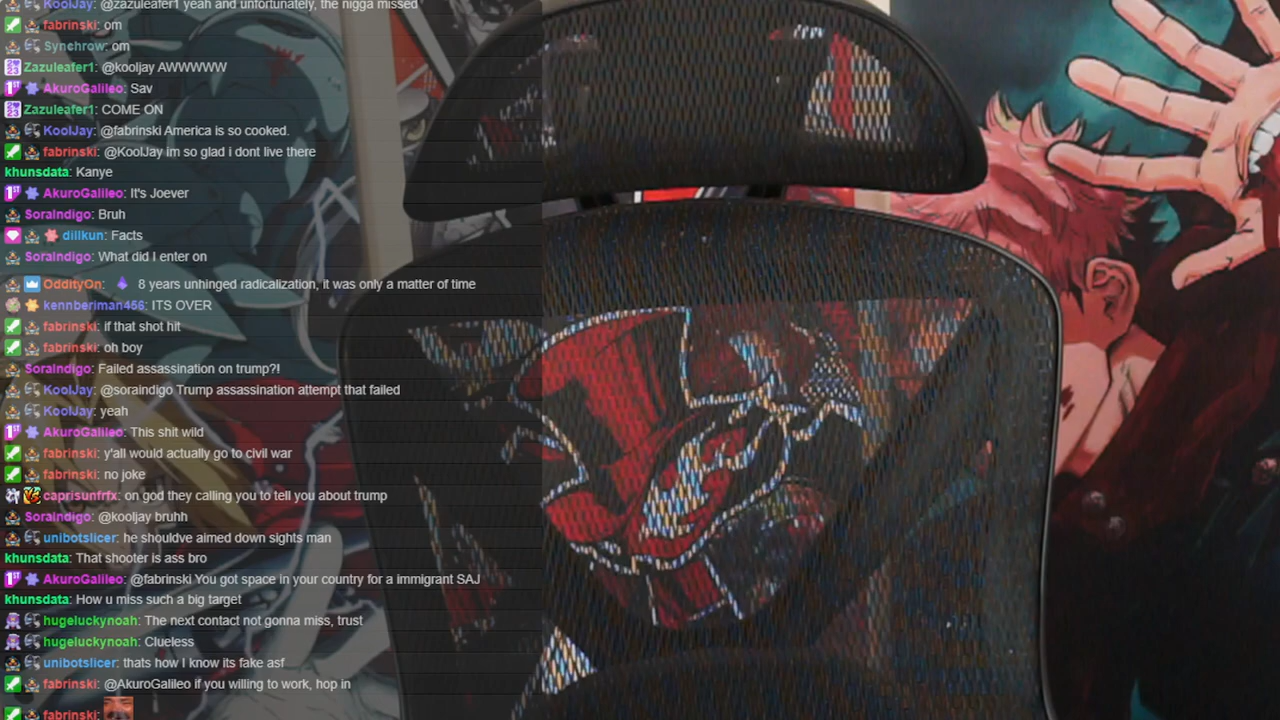 KoolJay: @zazuleafer1 yeah and unfortunately, the nigga missed
fabrinski: om
Synchrow: om
Zazuleafer1: @kooljay AWWWWW
AkuroGalileo: Sav
Zazuleafer1: COME ON
KoolJay: @fabrinski America is so cooked.
fabrinski: @KoolJay im so glad i dont live there
khunsdata: Kanye
AkuroGalileo: It's Joever
SoraIndigo: Bruh
dillkun: Facts
SoraIndigo: What did I enter on
OddityOn: 8 years unhinged radicalization, it was only a matter of time
kennberiman456: ITS OVER
fabrinski: if that shot hit
fabrinski: oh boy
SoraIndigo: Failed assassination on trump?!
KoolJay: @soraindigo Trump assassination attempt that failed
KoolJay: yeah
AkuroGalileo: This shit wild
fabrinski: y'all would actually go to civil war
fabrinski: no joke
caprisunfrfx: on god they calling you to tell you about trump
SoraIndigo: @kooljay bruhh
unibotslicer: he shouldve aimed down sights man
khunsdata: That shooter is ass bro
AkuroGalileo: @fabrinski You got space in your country for a immigrant SAJ
khunsdata: How u miss such a big target
hugeluckynoah: The next contact not gonna miss, trust
hugeluckynoah: Clueless
unibotslicer: thats how I know its fake asf
fabrinski: @AkuroGalileo if you willing to work, hop in
fabrinski: